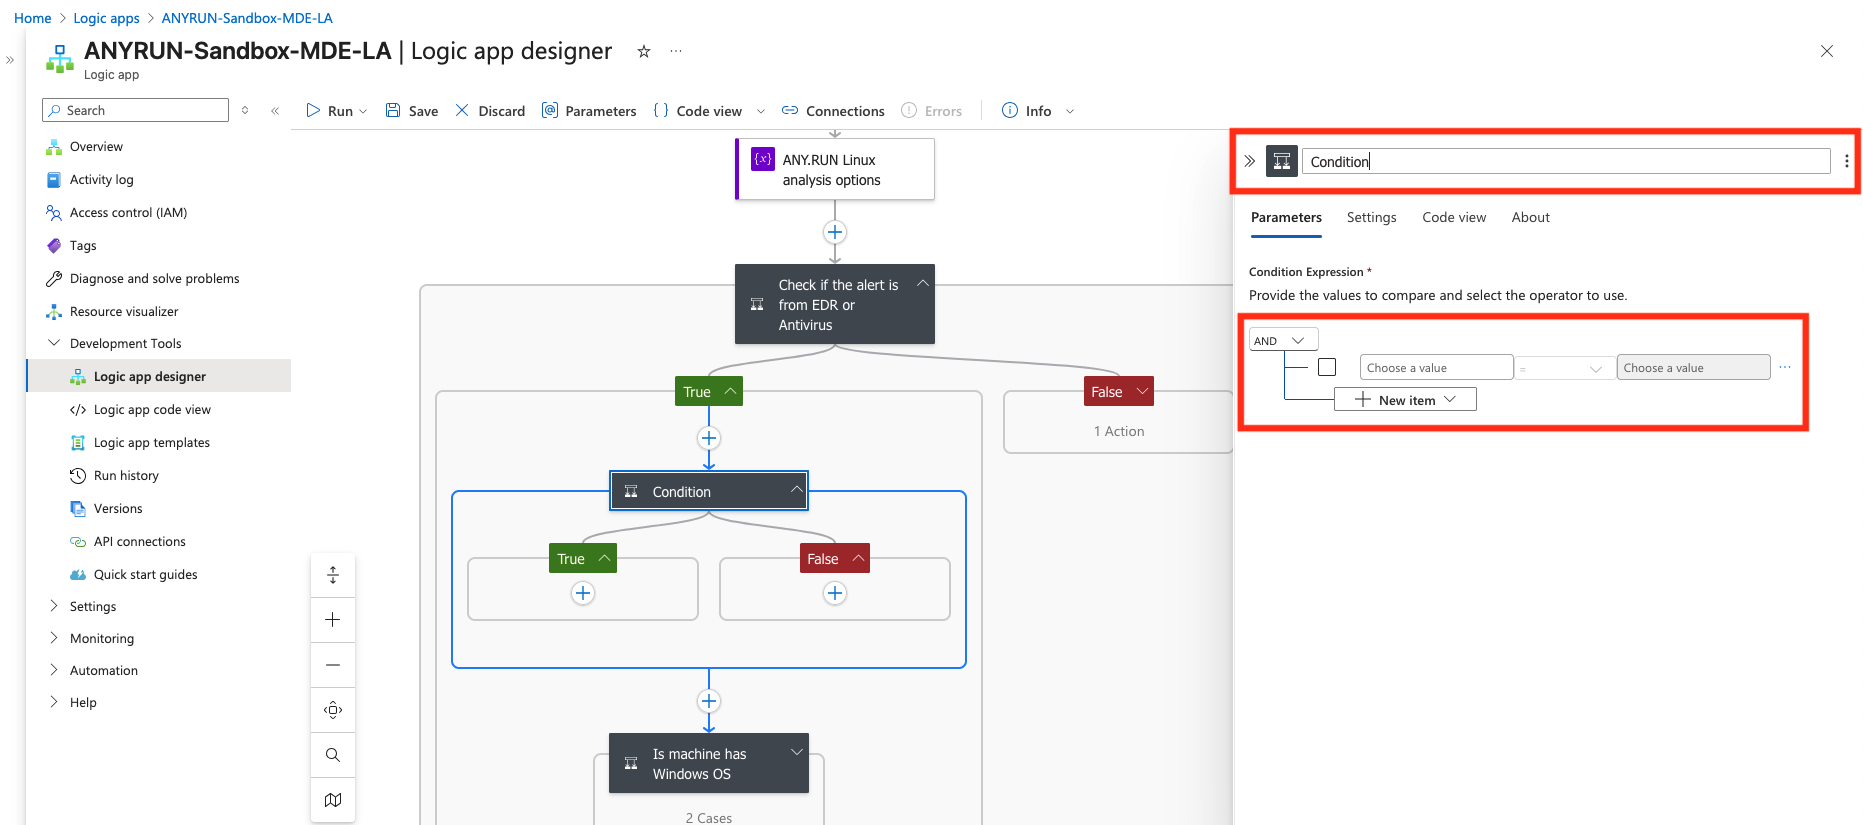 Home > Logic apps > ANYRUN-Sandbox-MDE-LA
ANYRUN-Sandbox-MDE-LA | Logic app designer
Logic app
Search
Overview
Activity log
Access control (IAM)
Tags
Diagnose and solve problems
Resource visualizer
Development Tools
Logic app designer
Logic app code view
Logic app templates
Run history
Versions
API connections
Quick start guides
Settings
Monitoring
Automation
Help
Run
Save
Discard
Parameters
Code view
Connections
Errors
Info
ANY.RUN Linux
analysis options
Check if the alert is
from EDR or
Antivirus
True
False
1 Action
Condition
True
False
Is machine has
Windows OS
2 Cases
Condition
Parameters
Settings
Code view
About
Condition Expression *
Provide the values to compare and select the operator to use.
AND
Choose a value
=
Choose a value
New item